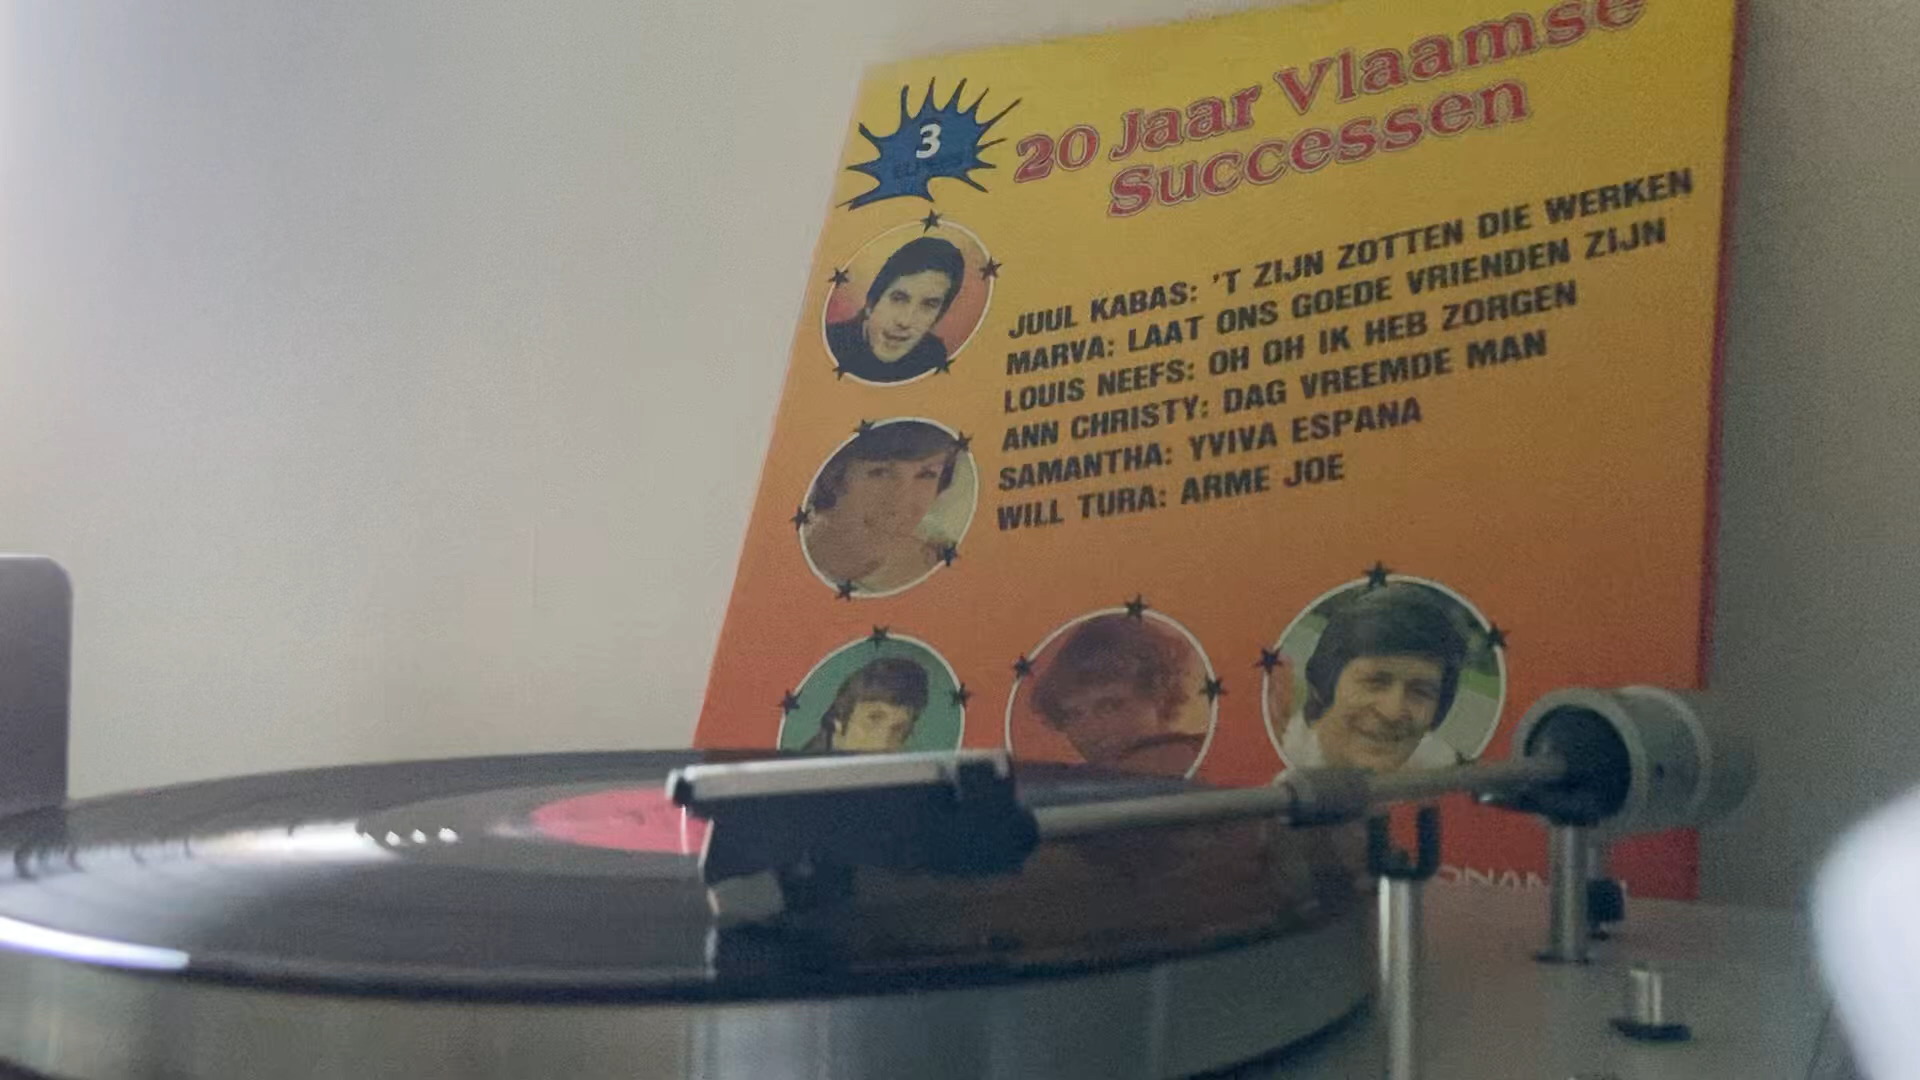 20 Jaar Vlaamse
Successen
3
JUUL KABAS: 'T ZIJN ZOTTEN DIE WERKEN
MARVA: LAAT ONS GOEDE VRIENDEN ZIJN
LOUIS NEEFS: OH OH IK HEB ZORGEN
ANN CHRISTY: DAG VREEMDE MAN
SAMANTHA: YVIVA ESPANA
WILL TURA: ARME JOE